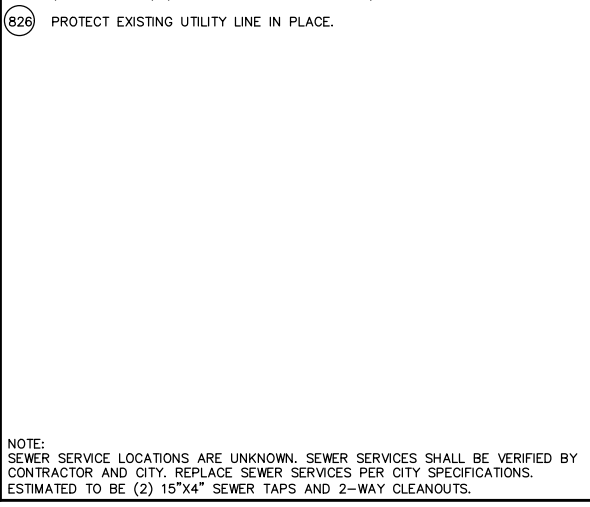 826 PROTECT EXISTING UTILITY LINE IN PLACE.
NOTE:
SEWER SERVICE LOCATIONS ARE UNKNOWN. SEWER SERVICES SHALL BE VERIFIED BY
CONTRACTOR AND CITY. REPLACE SEWER SERVICES PER CITY SPECIFICATIONS.
ESTIMATED TO BE (2) 15"X4" SEWER TAPS AND 2-WAY CLEANOUTS.